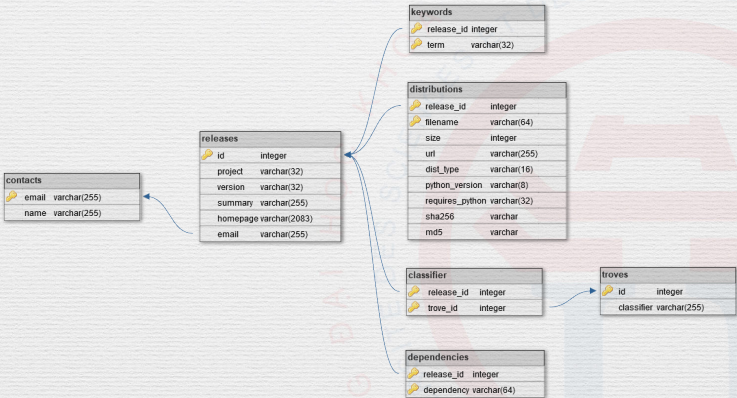 keywords
release_id integer
term varchar(32)
distributions
release_id integer
filename varchar(64)
size integer
url varchar(255)
dist_type varchar(16)
python_version varchar(8)
requires_python varchar(32)
sha256 varchar
md5 varchar
releases
id integer
project varchar(32)
version varchar(32)
summary varchar(255)
homepage varchar(2083)
email varchar(255)
contacts
email varchar(255)
name varchar(255)
classifier
release_id integer
trove_id integer
troves
id integer
classifier varchar(255)
dependencies
release_id integer
dependency varchar(64)